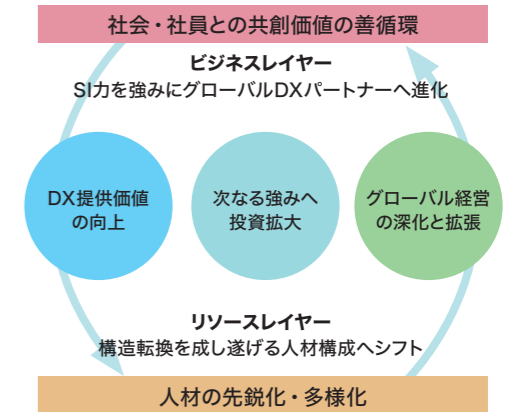 社会・社員との共創価値の善循環
ビジネスレイヤー
SI力を強みにグローバルDXパートナーへ進化
DX提供価値
の向上
次なる強みへ
投資拡大
グローバル経営
の深化と拡張
リソースレイヤー
構造転換を成し遂げる人材構成へシフト
人材の先鋭化・多様化